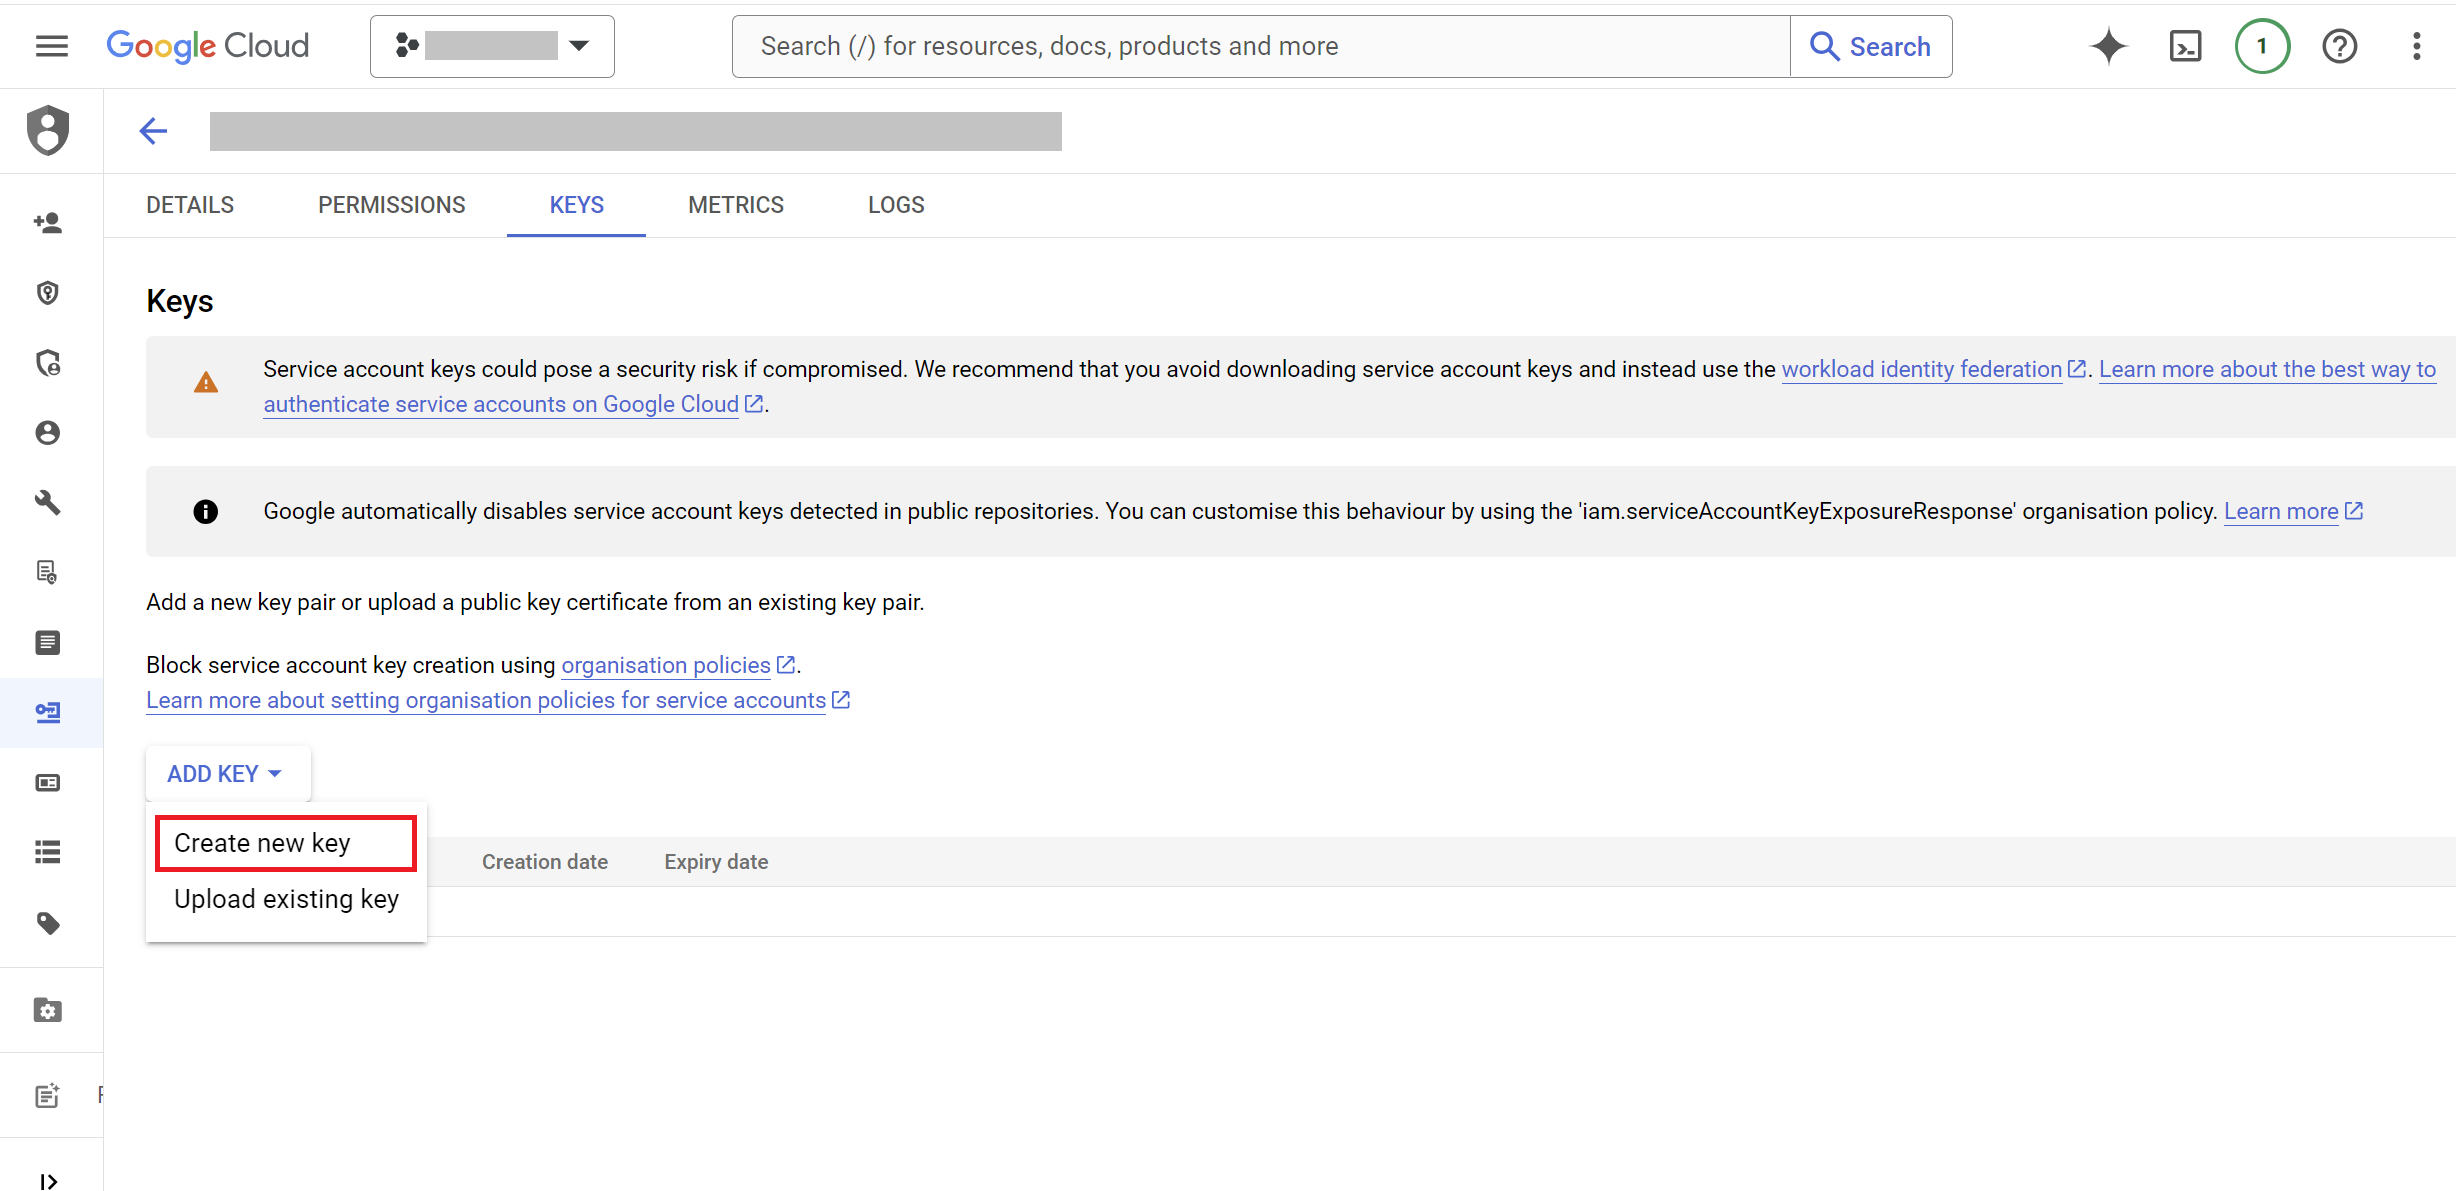 Google Cloud
Search (/) for resources, docs, products and more
Search
1
DETAILS PERMISSIONS KEYS METRICS LOGS
Keys
Service account keys could pose a security risk if compromised. We recommend that you avoid downloading service account keys and instead use the workload identity federation. Learn more about the best way to
authenticate service accounts on Google Cloud.
Google automatically disables service account keys detected in public repositories. You can customise this behaviour by using the 'iam.serviceAccountKeyExposureResponse' organisation policy. Learn more
Add a new key pair or upload a public key certificate from an existing key pair.
Block service account key creation using organisation policies.
Learn more about setting organisation policies for service accounts
ADD KEY
Create new key
Creation date Expiry date
Upload existing key